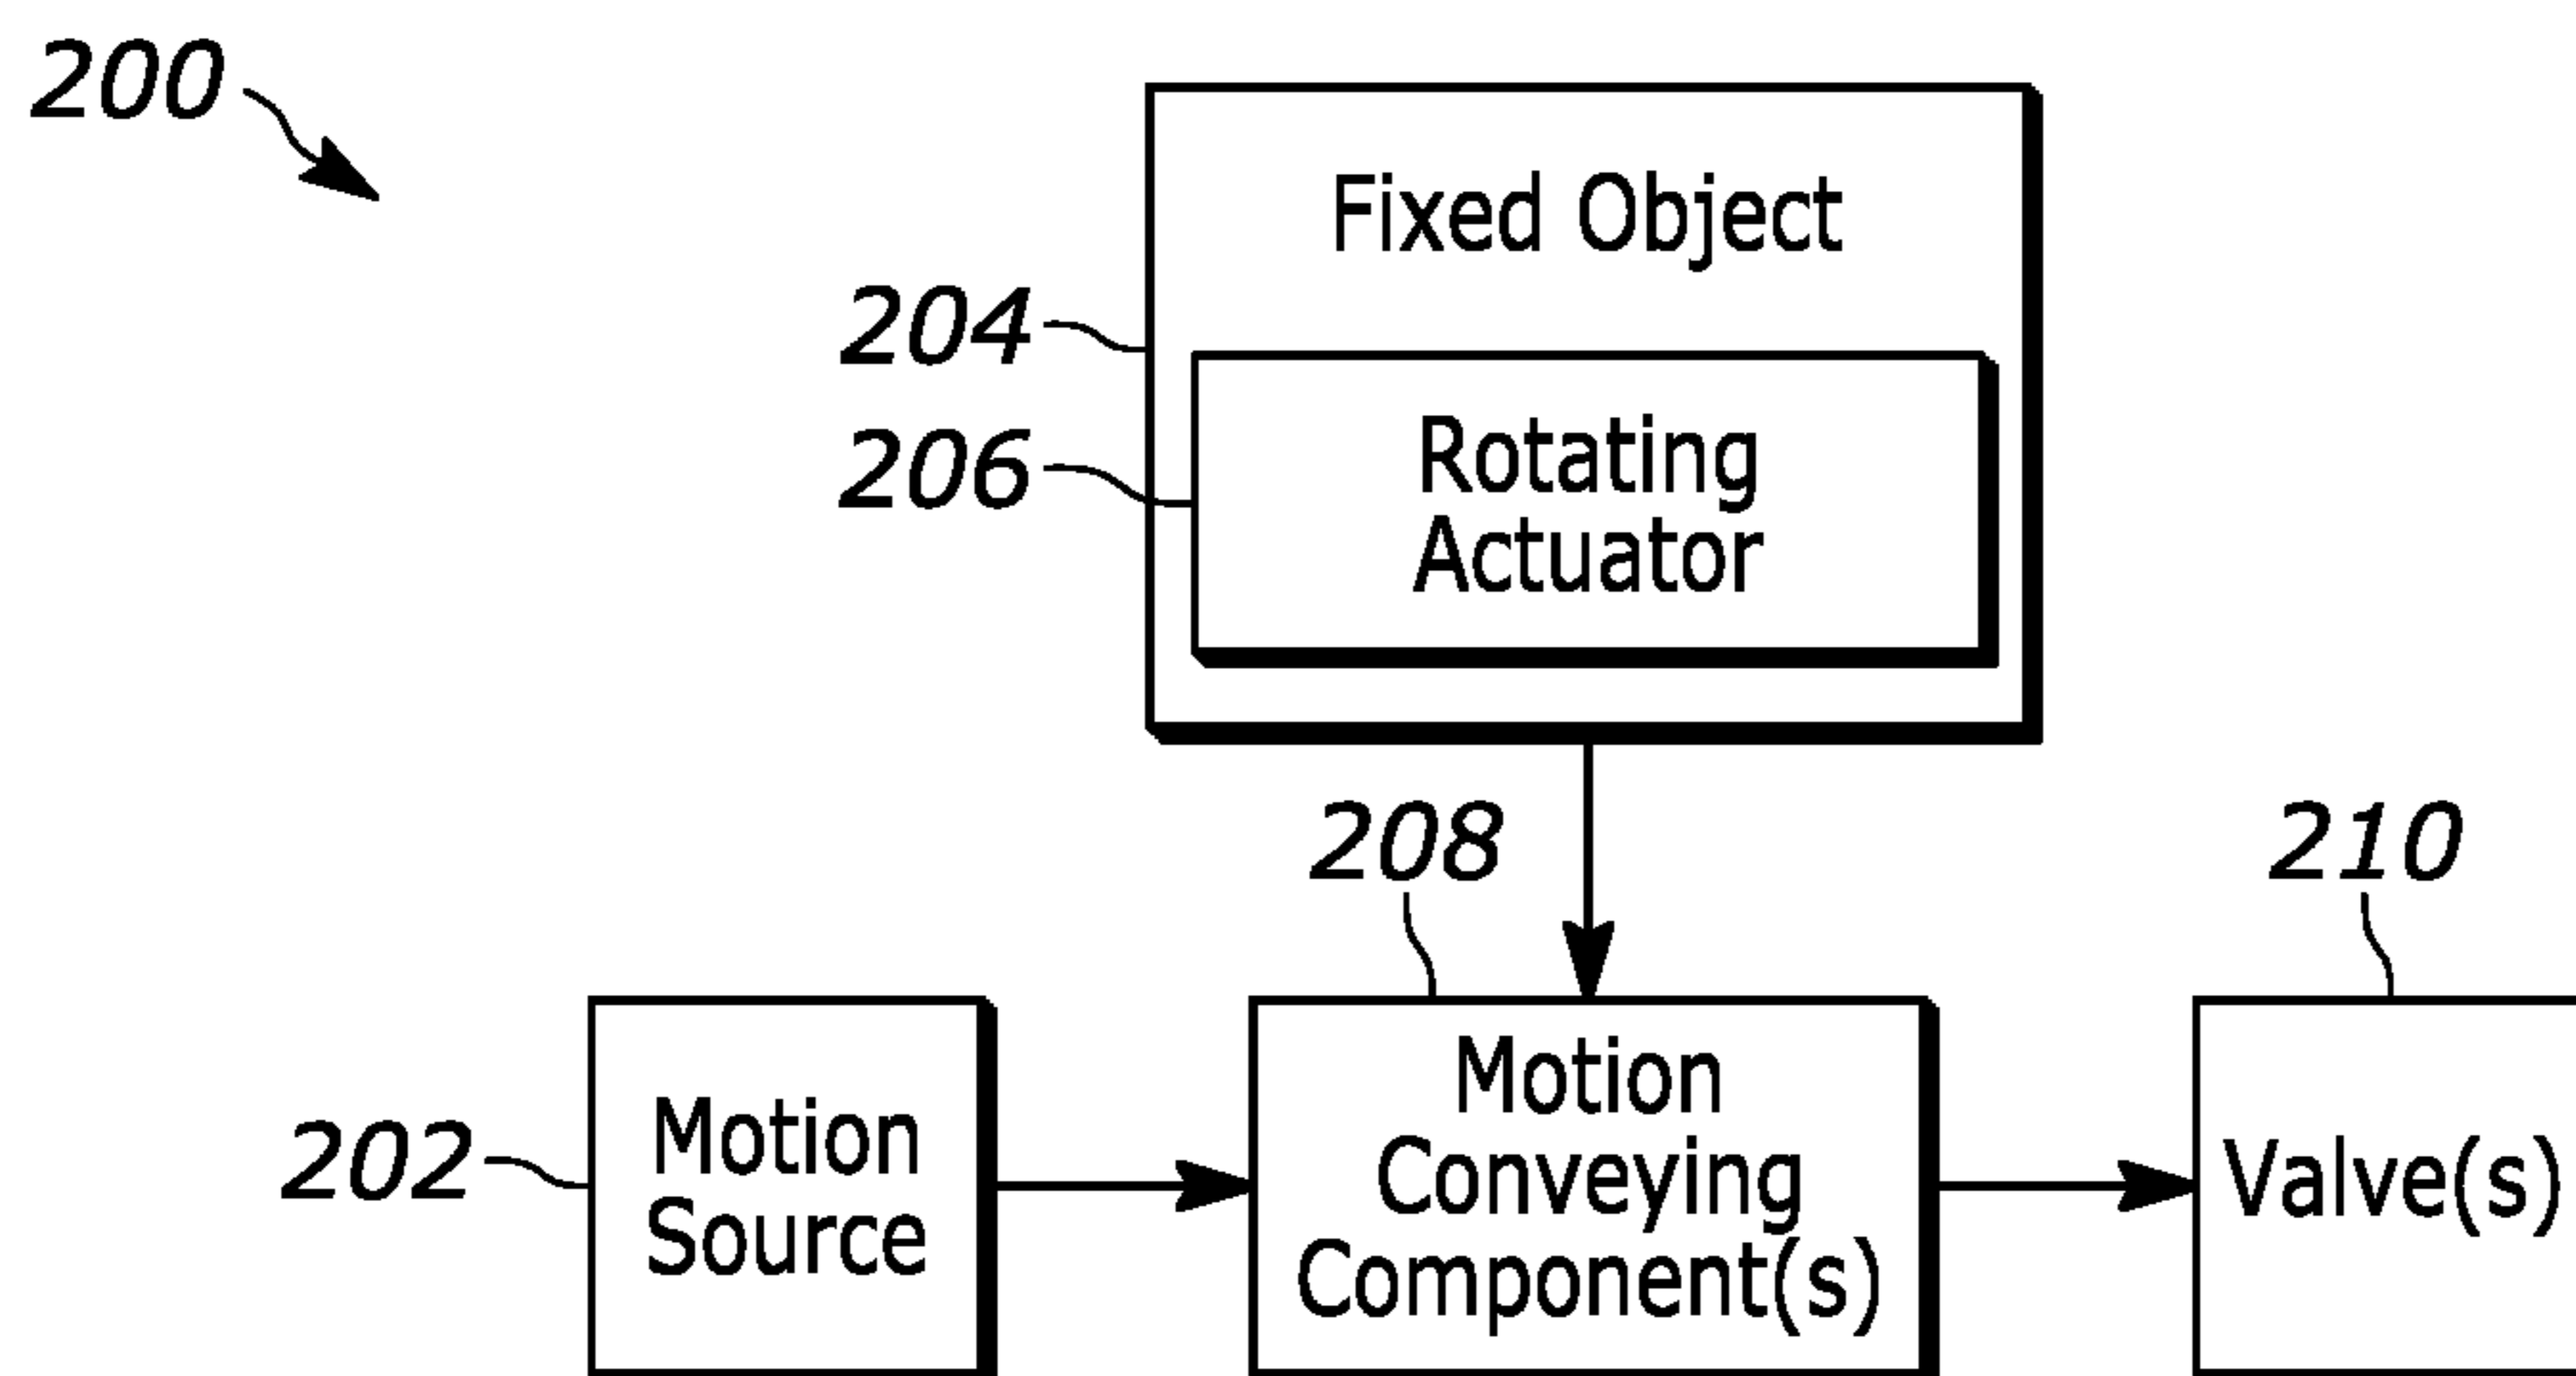 200
Fixed Object
204
206
Rotating
Actuator
208
210
202
Motion
Source
Motion
Conveying
Component(s)
Valve(s)